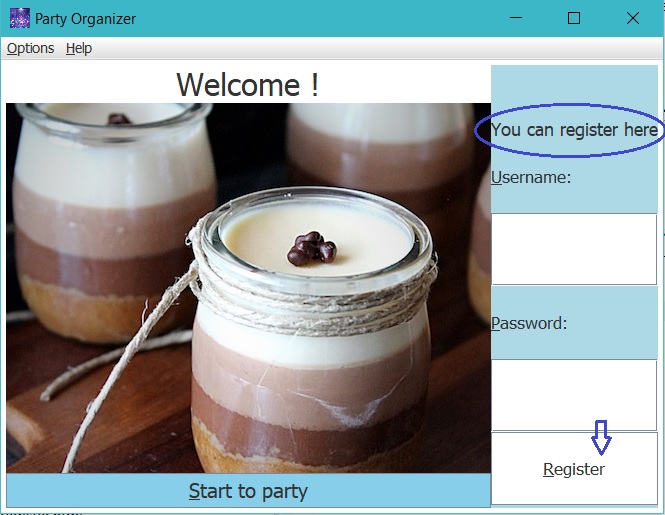 Party Organizer
Options Help
Welcome !
You can register here
Username:
Password:
Register
Start to party